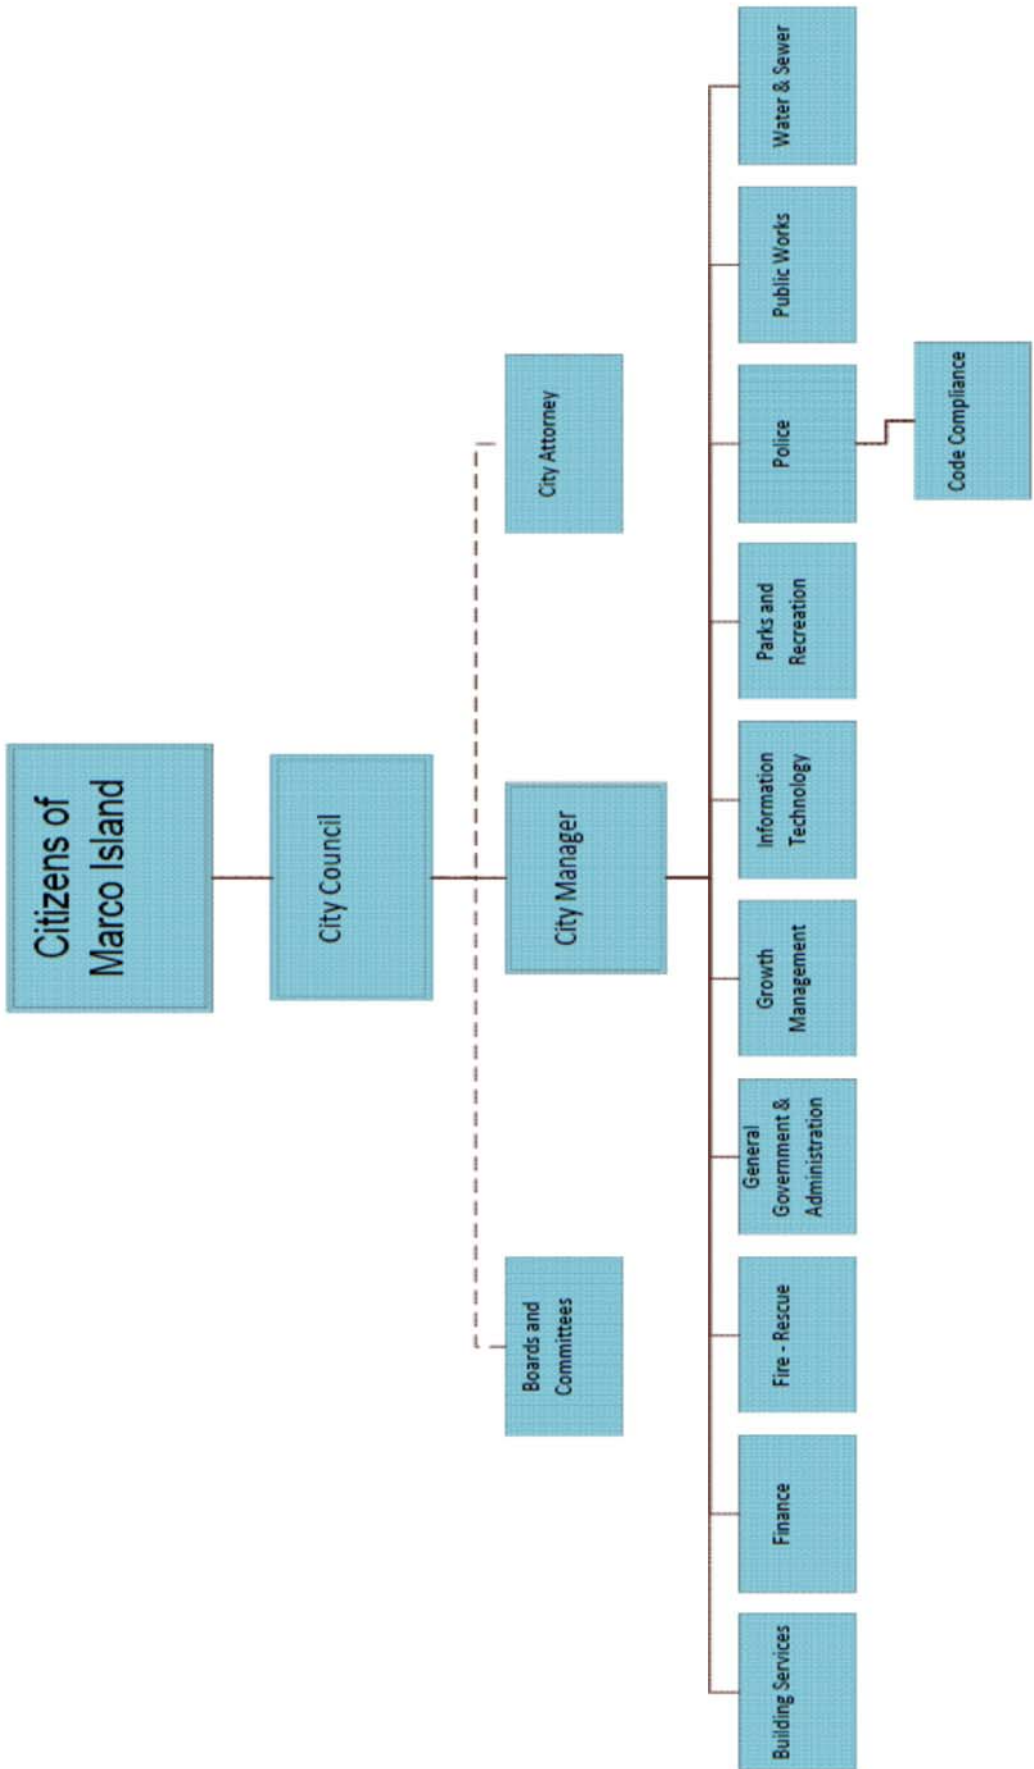 Citizens of
Marco Island
City Council
Boards and
Committees
City Manager
City Attorney
Building Services
Finance
Fire - Rescue
General
Government &
Administration
Growth
Management
Information
Technology
Parks and
Recreation
Police
Public Works
Water & Sewer
Code Compliance